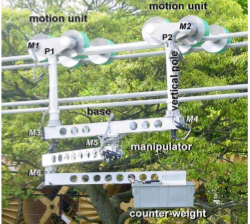 motion unit
motion unit
M1
P1
P2
M2
vertical pole
base
M3
M4
M5
manipulator
M6
counter-weight